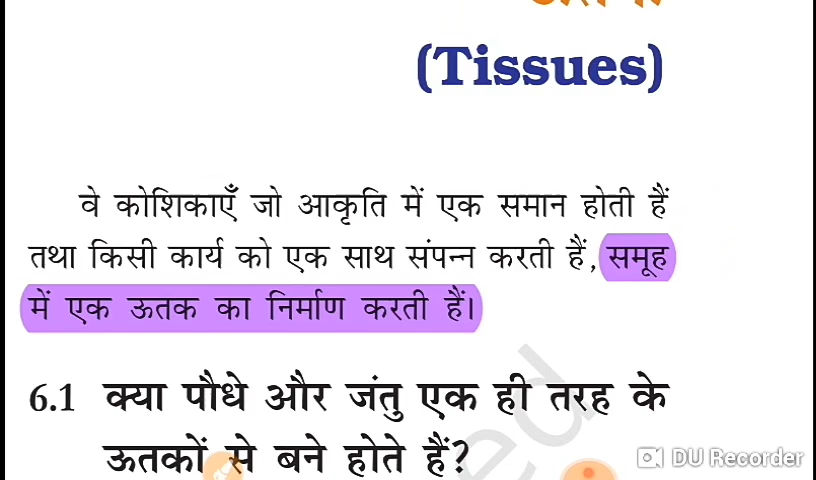 (Tissues)
वे कोशिकाएँ जो आकृति में एक समान होती हैं
तथा किसी कार्य को एक साथ संपन्न करती हैं, समूह
में एक ऊतक का निर्माण करती हैं।
6.1 क्या पौधे और जंतु एक ही तरह के
ऊतकों से बने होते हैं?
DU Recorder